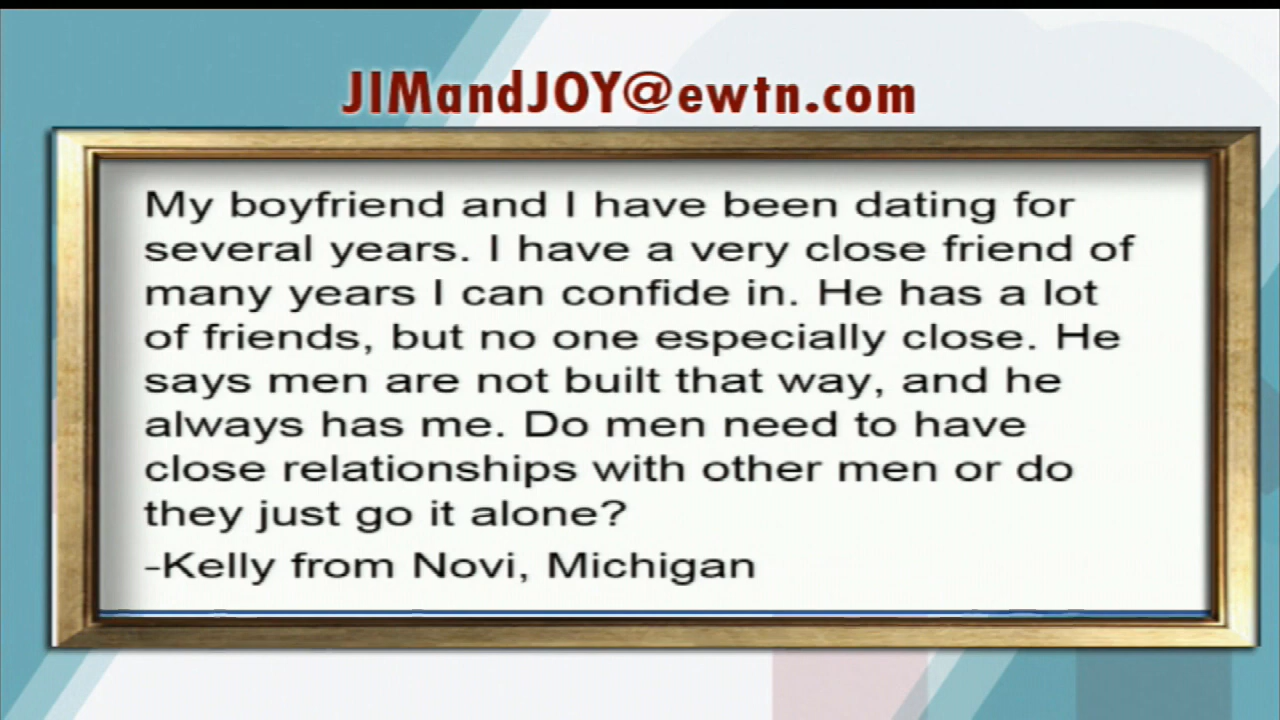 JIMandJOY@ewtn.com
My boyfriend and I have been dating for
several years. I have a very close friend of
many years I can confide in. He has a lot
of friends, but no one especially close. He
says men are not built that way, and he
always has me. Do men need to have
close relationships with other men or do
they just go it alone?
-Kelly from Novi, Michigan